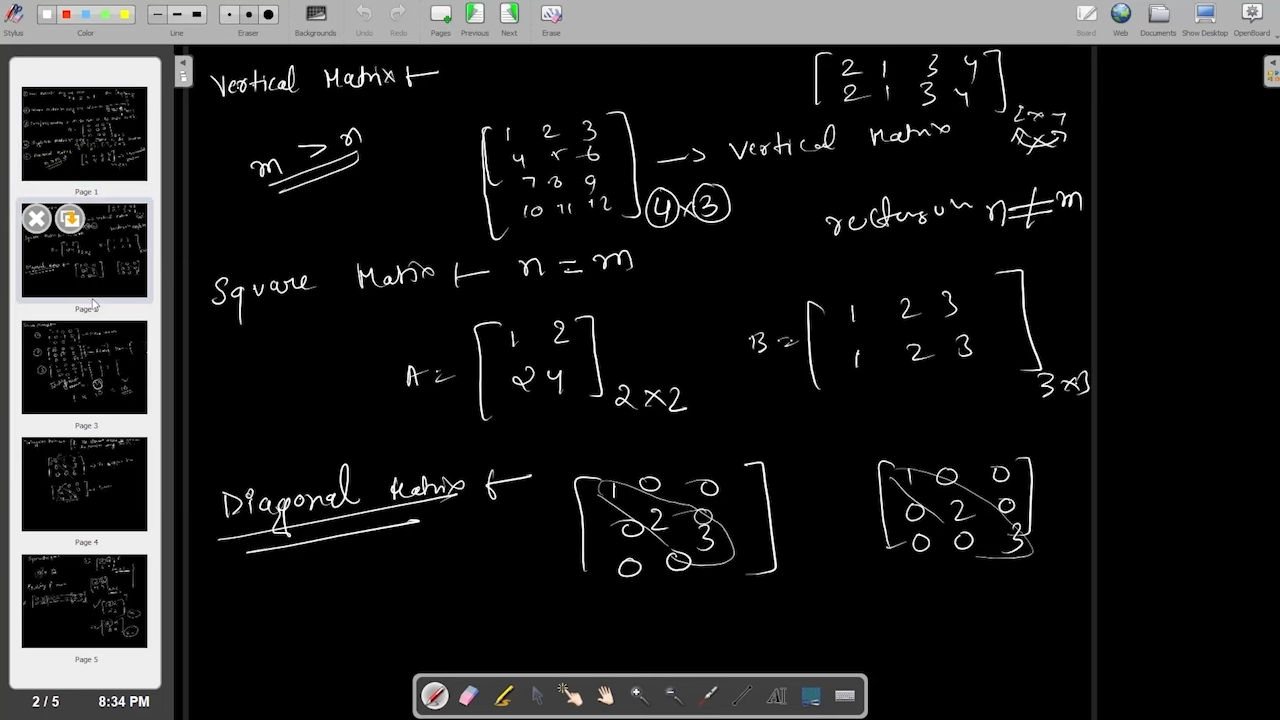 Stylus Color Line Eraser Backgrounds Undo Redo Pages Previous Next Erase Board Web Documents Show Desktop OpenBoard
Page 1
Page 2
Page 3
Page 4
Page 5
2 / 5 8:34 PM
Vertical Matrix
m > n
1 2 3
4 5 6
7 8 9
10 11 12
4×3
→ Vertical Matrix
2 1 3 4
2 1 3 4
n ≠ m
Square Matrix n = m
A =
1 2
2 4
2×2
B =
1 2 3
1 2 3
3×3
Diagonal Matrix
1 0 0
0 2 0
3
0 0
1 0 0
0 2 0
0 0 3
AI